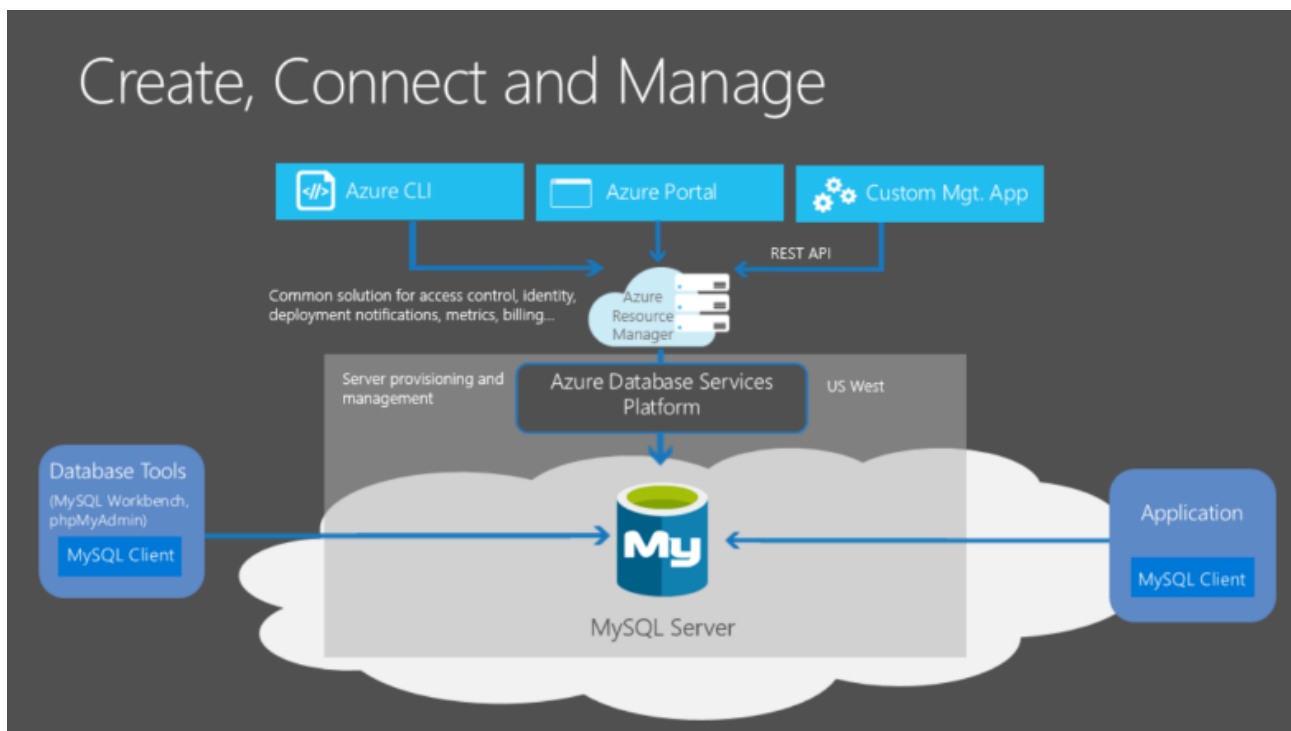 Create, Connect and Manage
Azure CLI
Azure Portal
Custom Mgt. App
REST API
Common solution for access control, identity,
deployment notifications, metrics, billing...
Azure
Resource
Manager
Server provisioning and
management
Azure Database Services
Platform
US West
Database Tools
(MySQL Workbench,
phpMyAdmin)
MySQL Client
My
MySQL Server
Application
MySQL Client